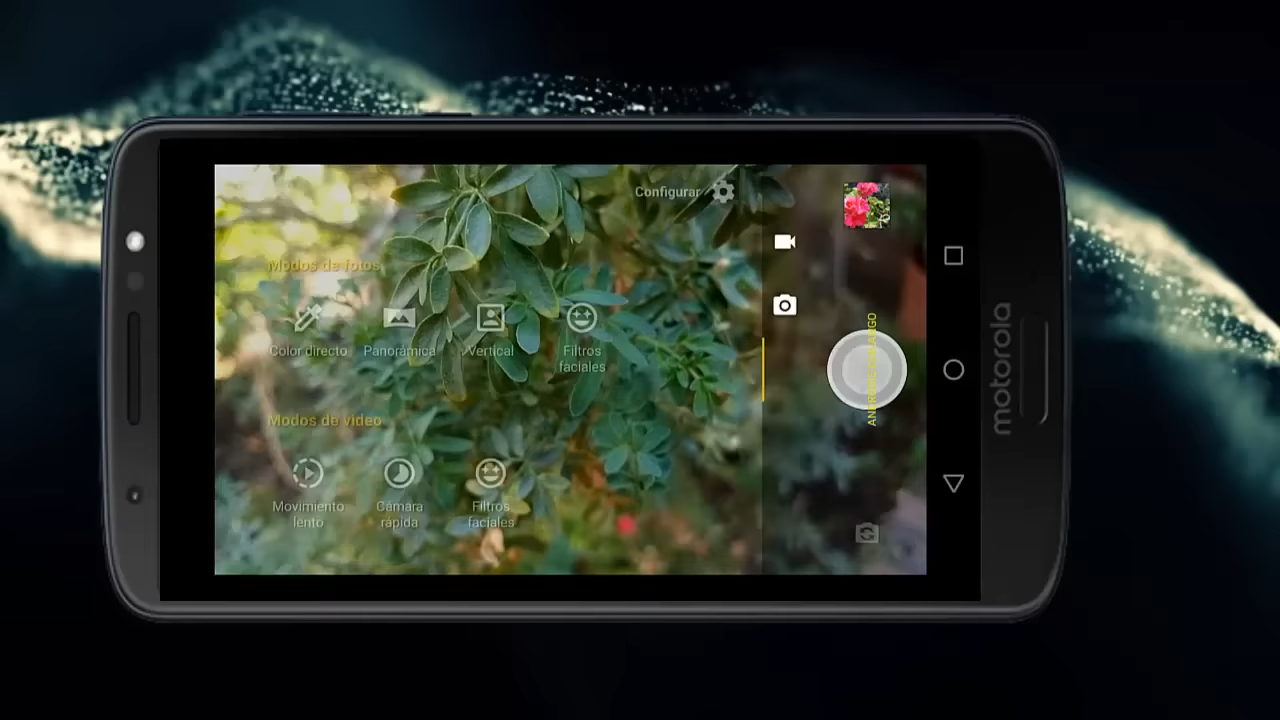 Configurar
Modos de fotos
Color directo
Panorámica
Vertical
Filtros
faciales
Modos de video
Movimiento
lento
Cámara
rápida
Filtros
faciales
motorola